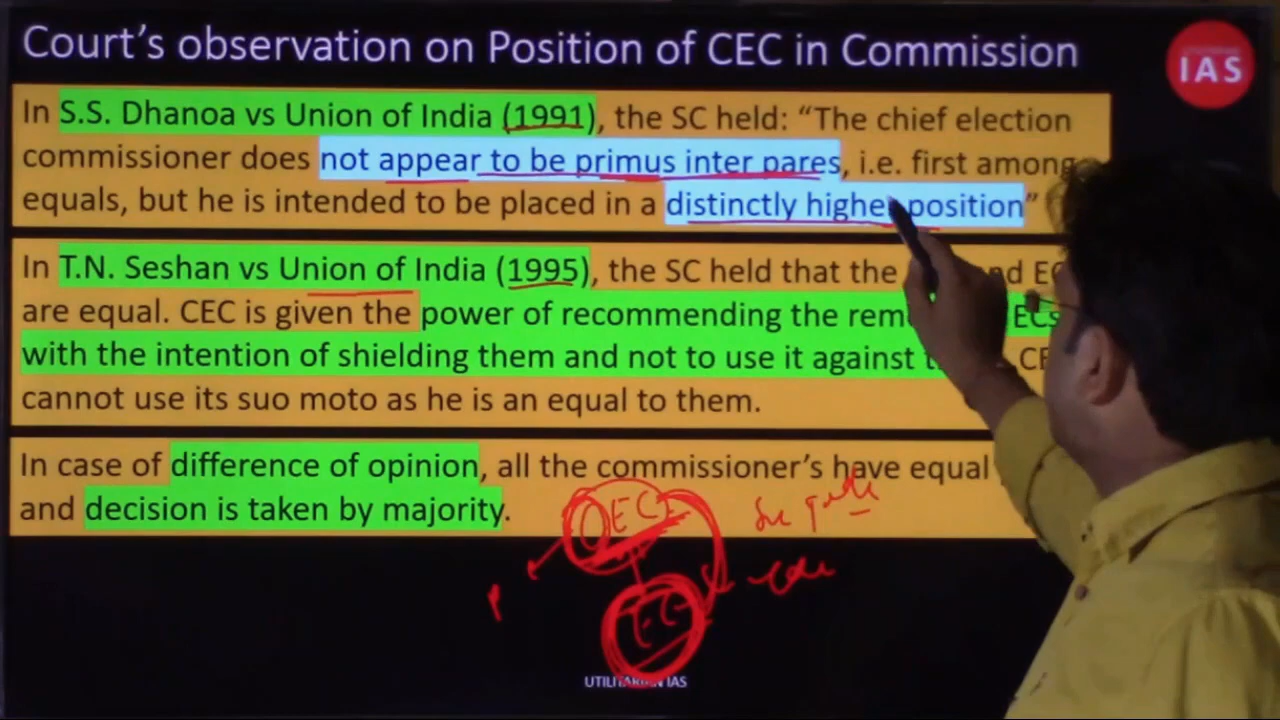 Court's observation on Position of CEC in Commission
IAS
In S.S. Dhanoa vs Union of India (1991), the SC held: “The chief election
commissioner does not appear to be primus inter pares, i.e. first among
equals, but he is intended to be placed in a distinctly higher position”
In T.N. Seshan vs Union of India (1995), the SC held that the
are equal. CEC is given the power of recommending the ECs
with the intention of shielding them and not to use it against
cannot use its suo moto as he is an equal to them.
In case of difference of opinion, all the commissioner's have equal
and decision is taken by majority.
UTILITARIAN IAS